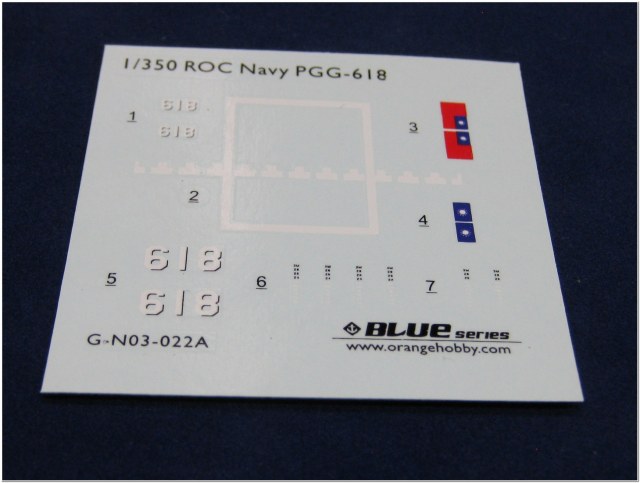 1/350 ROC Navy PGG-618
1 618
618
3
2
4
5 618
618
6
7
G-N03-022A
BLUE SERIES
www.orangehobby.com